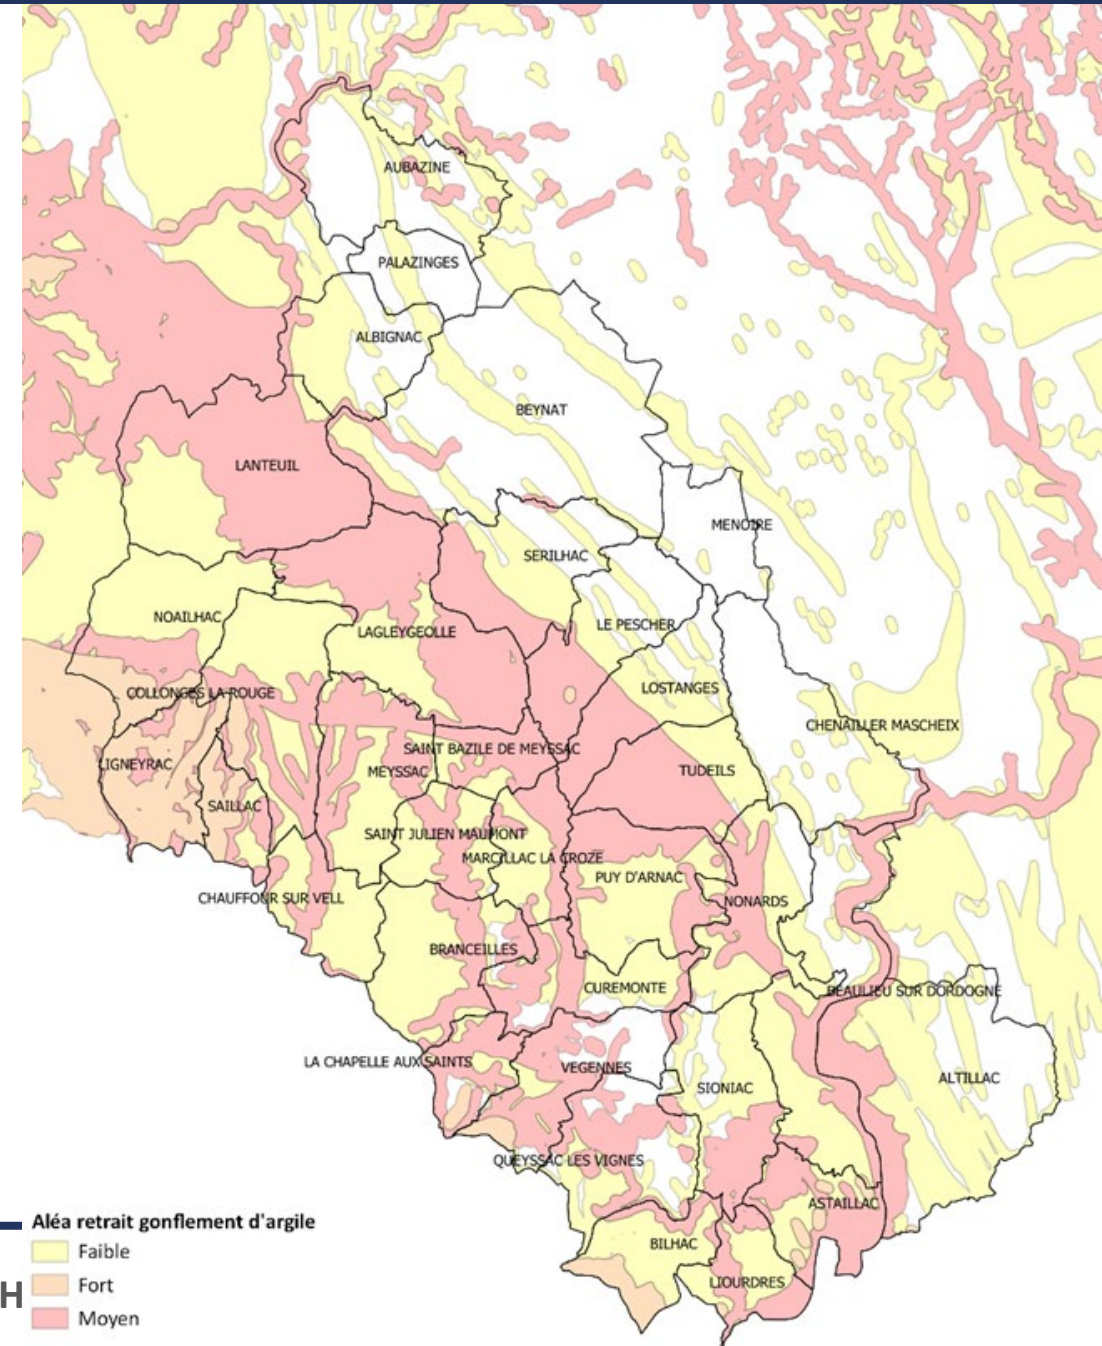 AUBAZINE
PALAZINGES
ALBIGNAC
BEYNAT
LANTEUIL
MENOIRE
SERILHAC
NOAILHAC
LE PESCHER
LAGLEYGEOLLE
LOSTANGES
COLLONGES LA ROUGE
CHENAILLER MASCHEIX
SAINT BAZILE DE MEYSSAC
LIGNEYRAC
MEYSSAC
TUDEILS
SAILLAC
SAINT JULIEN MAUMONT
MARCILLAC LA CROZE
PUY D'ARNAC
CHAUFFOUR SUR VELL
NONARDS
BRANCEILLES
CUREMONTE
BEAULIEU SUR DORDOGNE
LA CHAPELLE AUX SAINTS
VEGENNES
ALTILLAC
SIONIAC
QUEYSSAC LES VIGNES
ASTAILLAC
BILHAC
LIOURDRES
Aléa retrait gonflement d'argile
Faible
Fort
H
Moyen